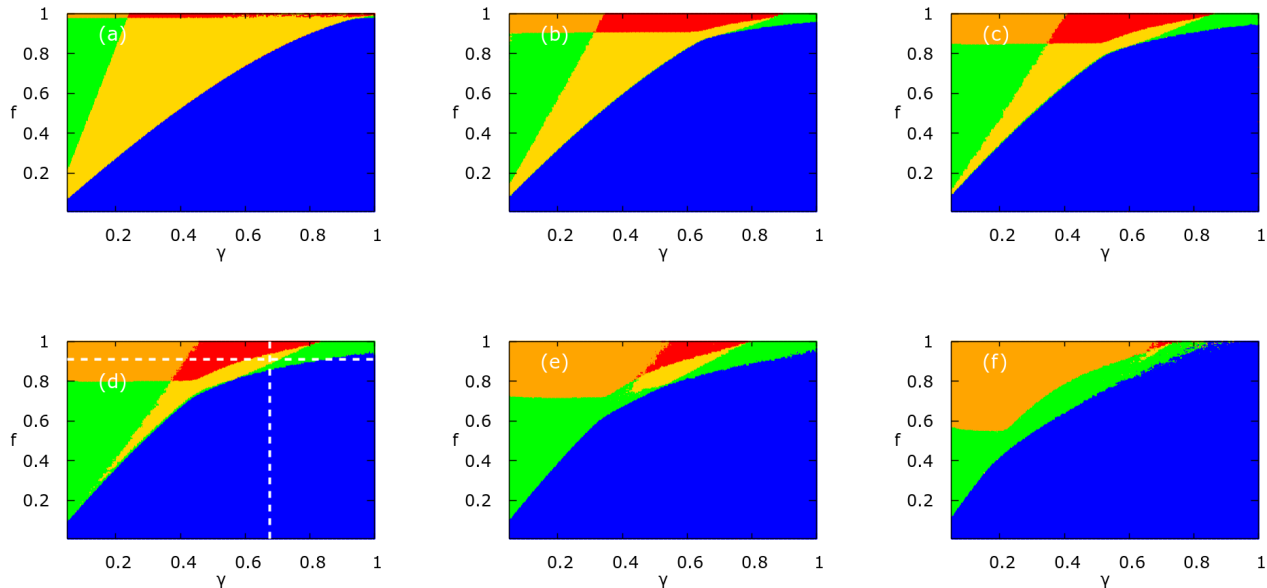 1 (a) 0.8 0.6 f 0.4 0.2 0.2 0.4 0.6 0.8 1 γ
1 (b) 0.8 0.6 f 0.4 0.2 0.2 0.4 0.6 0.8 1 γ
1 (c) 0.8 0.6 f 0.4 0.2 0.2 0.4 0.6 0.8 1 γ
1 (d) 0.8 0.6 f 0.4 0.2 0.2 0.4 0.6 0.8 1 γ
1 (e) 0.8 0.6 f 0.4 0.2 0.2 0.4 0.6 0.8 1 γ
1 (f) 0.8 0.6 f 0.4 0.2 0.2 0.4 0.6 0.8 1 γ